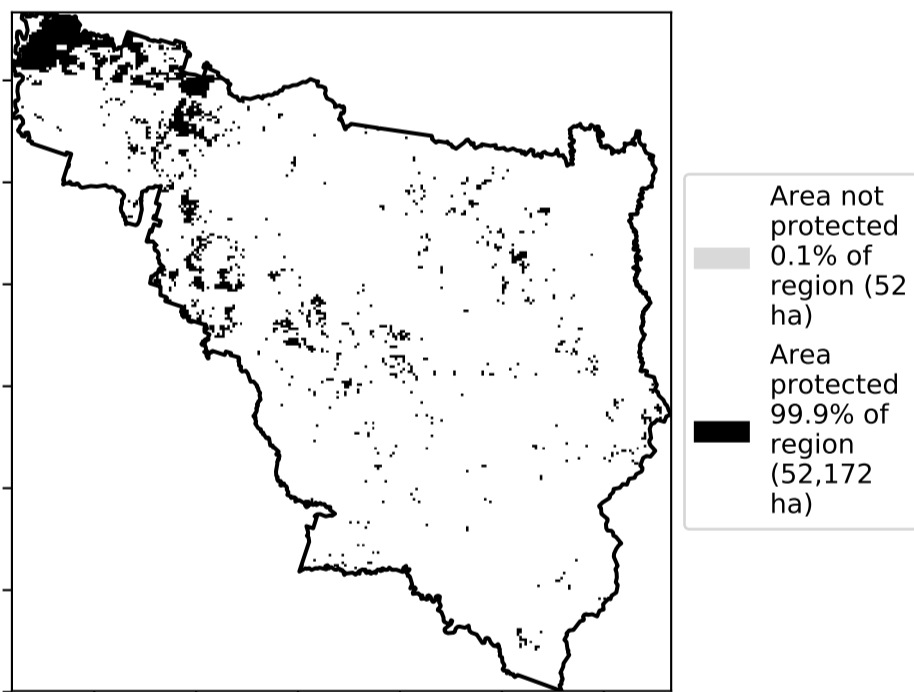 Area not
protected
0.1% of
region (52
ha)
Area
protected
99.9% of
region
(52,172
ha)